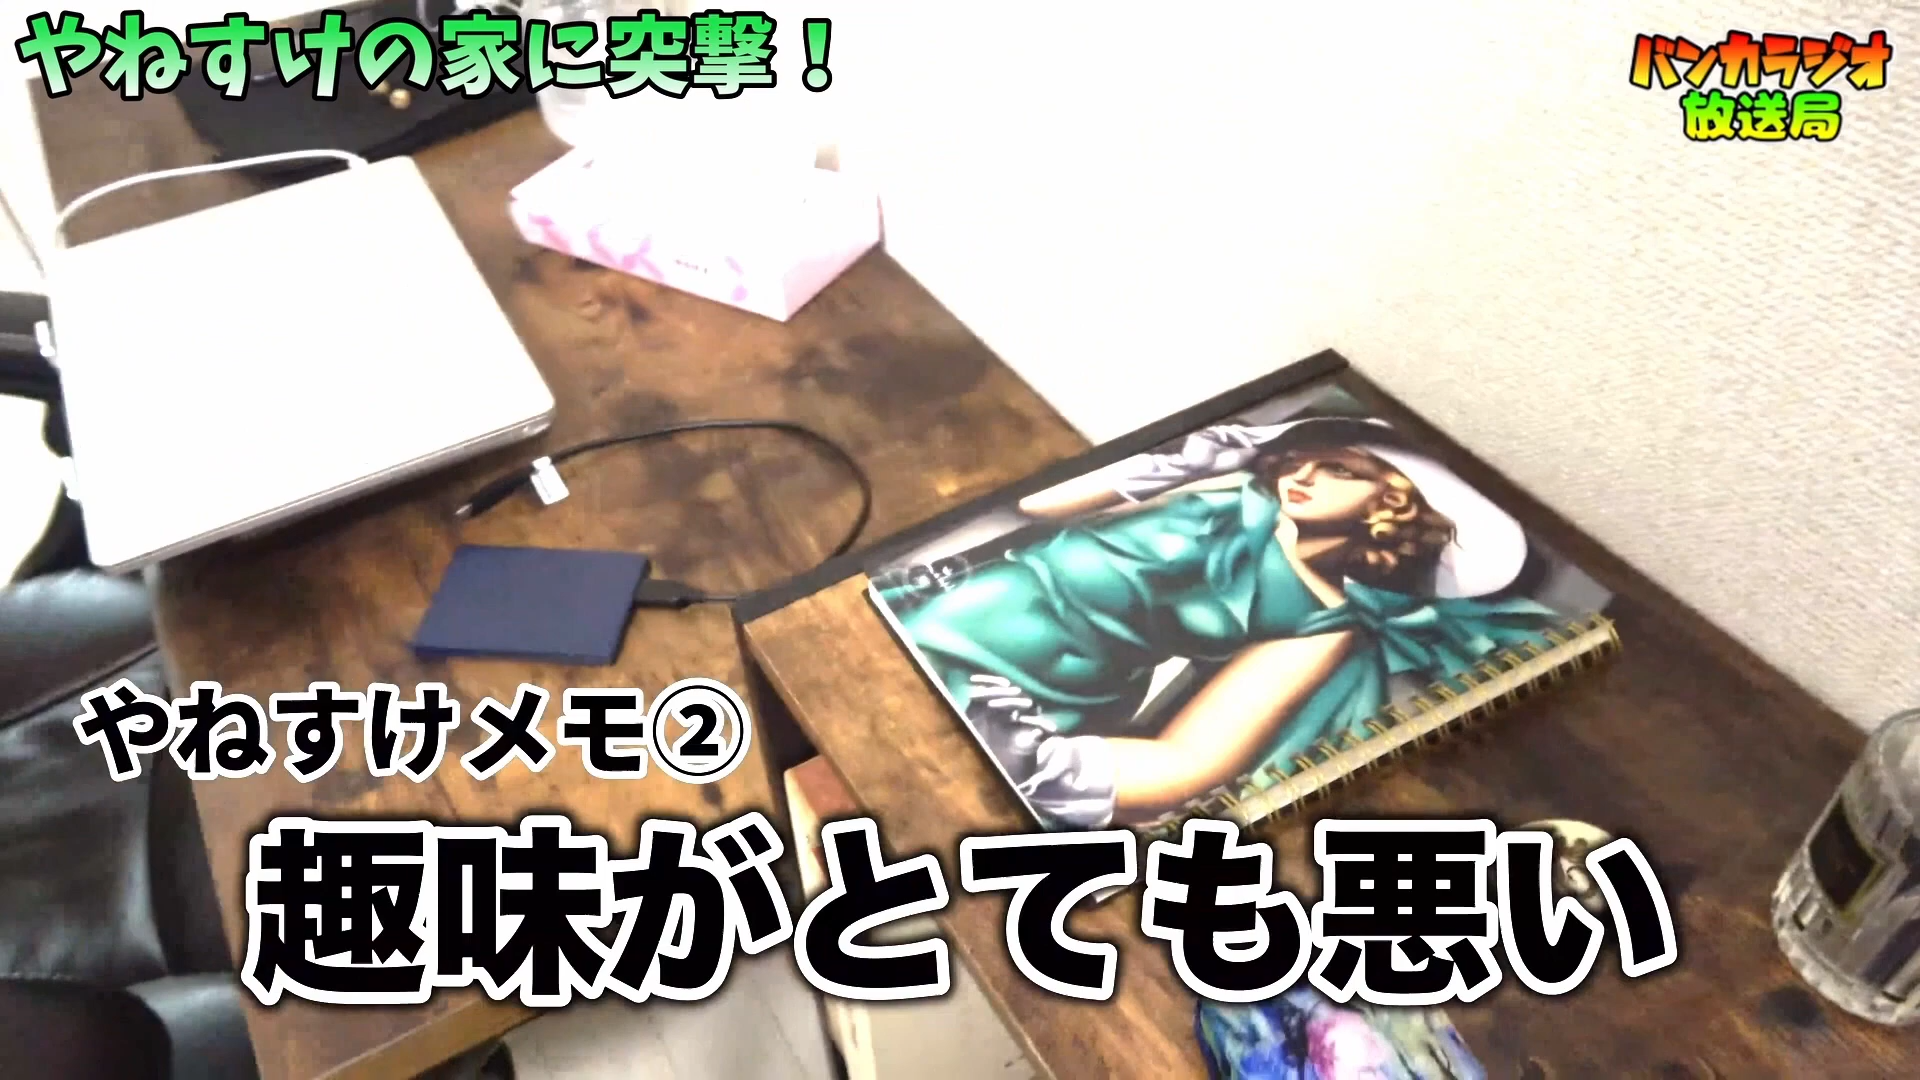 やねすけの家に突撃！
バンカラジオ
放送局
やねすけメモ②
趣味がとても悪い